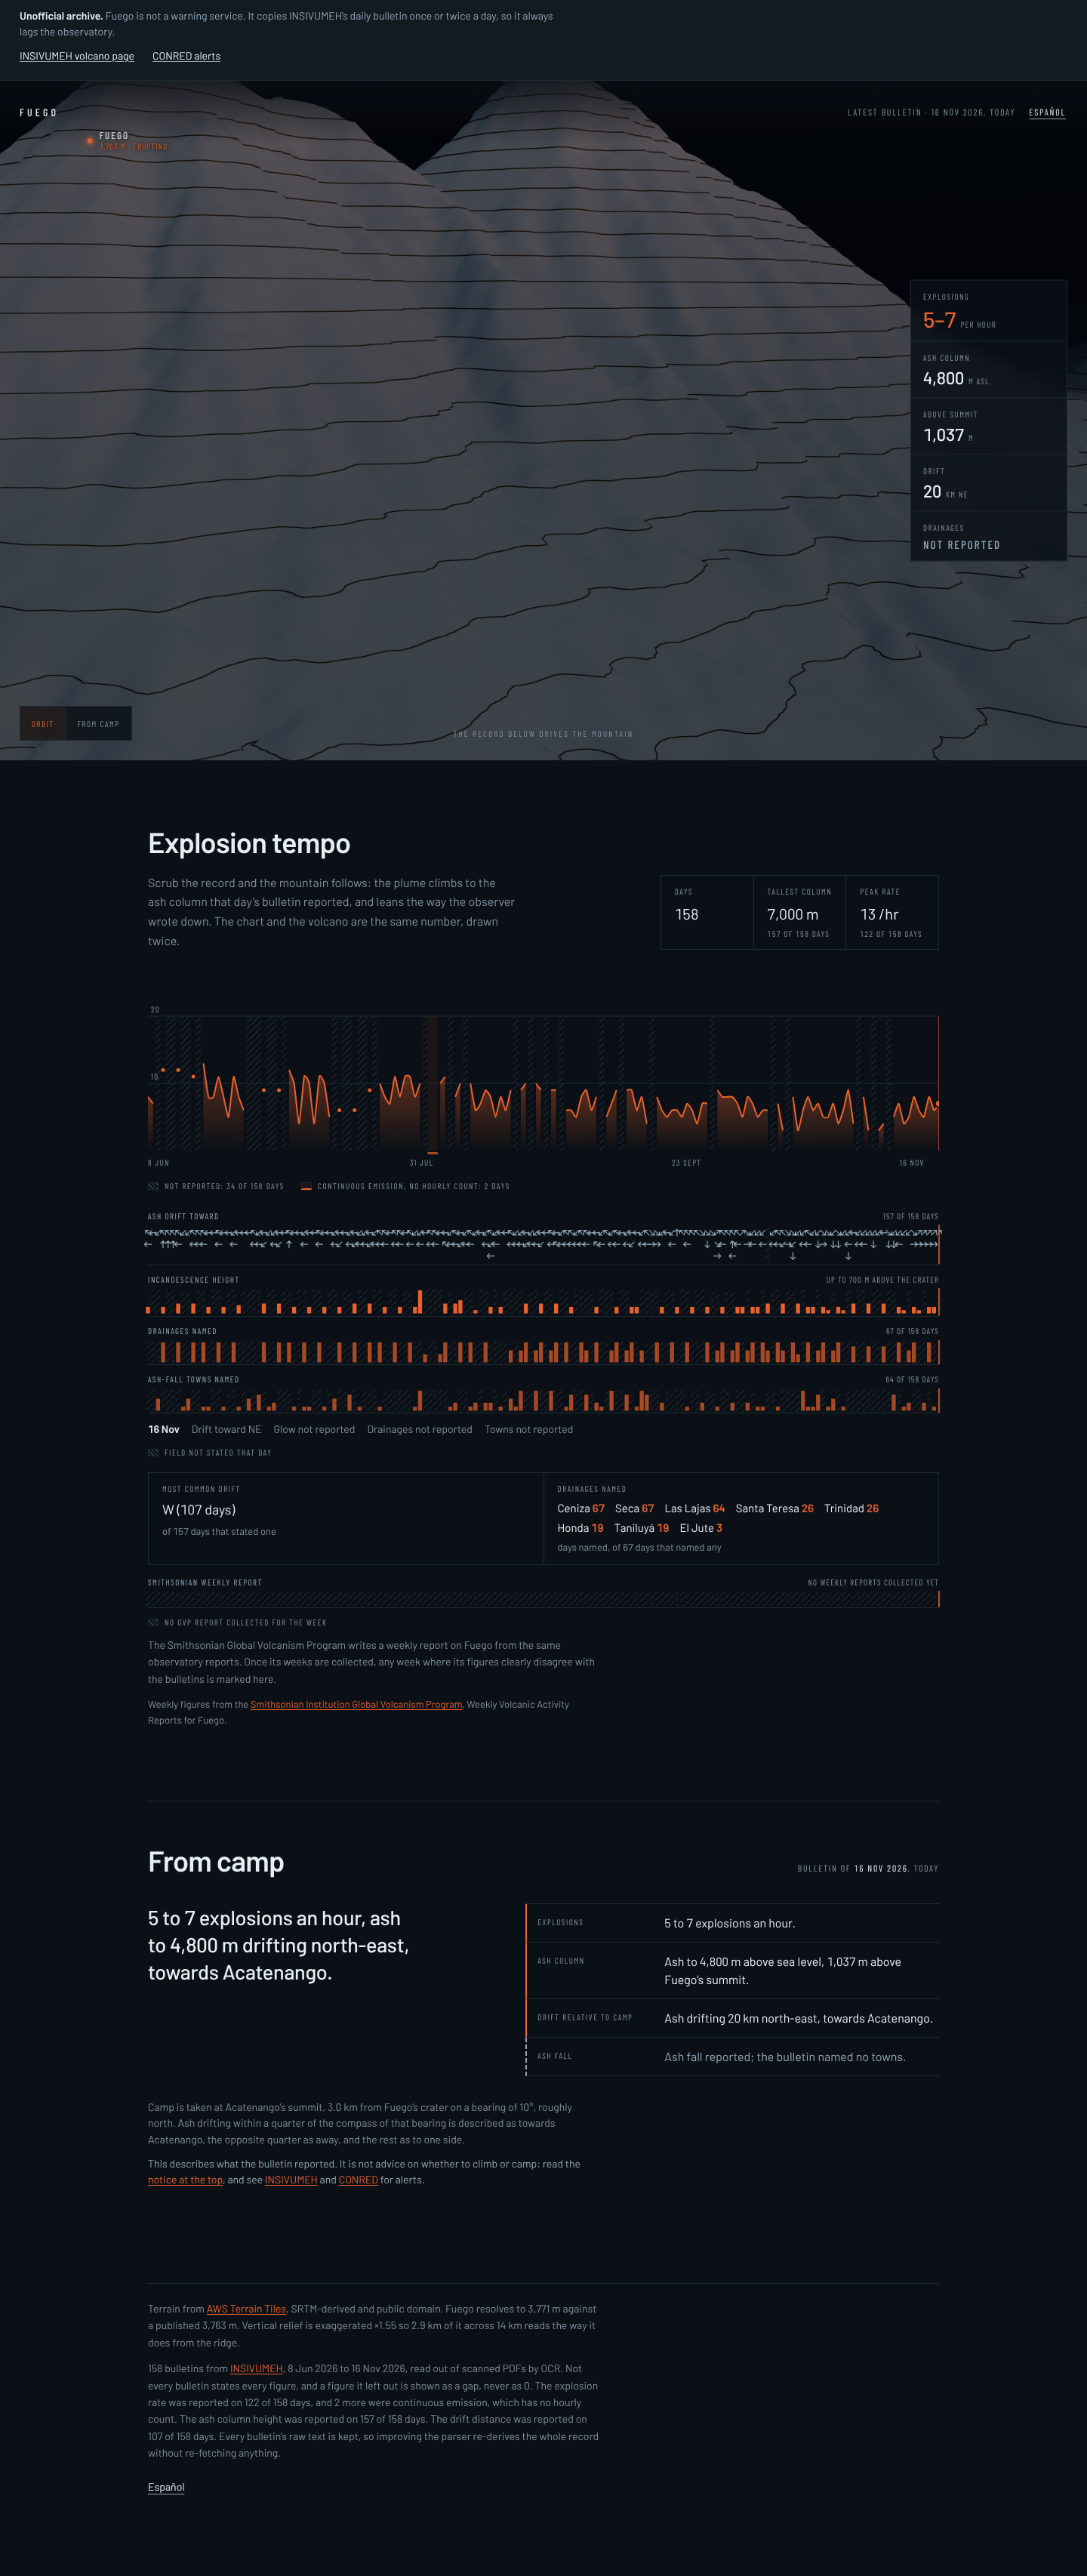 Unofficial archive. Fuego is not a warning service. It copies INSIVUMEH's daily bulletin once or twice a day, so it always
lags the observatory.
INSIVUMEH volcano page CONRED alerts
FUEGO
LATEST BULLETIN · 16 NOV 2026, TODAY ESPAÑOL
FUEGO
3,763 M · ERUPTING
EXPLOSIONS
5–7 PER HOUR
ASH COLUMN
4,800 M ASL
ABOVE SUMMIT
1,037 M
DRIFT
20 KM NE
DRAINAGES
NOT REPORTED
ORBIT FROM CAMP
THE RECORD BELOW DRIVES THE MOUNTAIN
Explosion tempo
Scrub the record and the mountain follows: the plume climbs to the
ash column that day's bulletin reported, and leans the way the observer
wrote down. The chart and the volcano are the same number, drawn
twice.
DAYS TALLEST COLUMN PEAK RATE
158 7,000 m 13 /hr
157 OF 158 DAYS 122 OF 158 DAYS
20
10
8 JUN 31 JUL 23 SEPT 16 NOV
NOT REPORTED: 34 OF 158 DAYS CONTINUOUS EMISSION, NO HOURLY COUNT: 2 DAYS
ASH DRIFT TOWARD 157 OF 158 DAYS
INCANDESCENCE HEIGHT UP TO 700 M ABOVE THE CRATER
DRAINAGES NAMED 67 OF 158 DAYS
ASH-FALL TOWNS NAMED 64 OF 158 DAYS
16 Nov Drift toward NE Glow not reported Drainages not reported Towns not reported
FIELD NOT STATED THAT DAY
MOST COMMON DRIFT
W (107 days)
of 157 days that stated one
DRAINAGES NAMED
Ceniza 67 Seca 67 Las Lajas 64 Santa Teresa 26 Trinidad 26
Honda 19 Taniluyá 19 El Jute 3
days named, of 67 days that named any
SMITHSONIAN WEEKLY REPORT NO WEEKLY REPORTS COLLECTED YET
NO GVP REPORT COLLECTED FOR THE WEEK
The Smithsonian Global Volcanism Program writes a weekly report on Fuego from the same
observatory reports. Once its weeks are collected, any week where its figures clearly disagree with
the bulletins is marked here.
Weekly figures from the Smithsonian Institution Global Volcanism Program, Weekly Volcanic Activity
Reports for Fuego.
From camp
BULLETIN OF 16 NOV 2026, TODAY
5 to 7 explosions an hour, ash
to 4,800 m drifting north-east,
towards Acatenango.
EXPLOSIONS 5 to 7 explosions an hour.
ASH COLUMN Ash to 4,800 m above sea level, 1,037 m above
Fuego's summit.
DRIFT RELATIVE TO CAMP Ash drifting 20 km north-east, towards Acatenango.
ASH FALL Ash fall reported; the bulletin named no towns.
Camp is taken at Acatenango's summit, 3.0 km from Fuego's crater on a bearing of 10°, roughly
north. Ash drifting within a quarter of the compass of that bearing is described as towards
Acatenango, the opposite quarter as away, and the rest as to one side.
This describes what the bulletin reported. It is not advice on whether to climb or camp: read the
notice at the top, and see INSIVUMEH and CONRED for alerts.
Terrain from AWS Terrain Tiles, SRTM-derived and public domain. Fuego resolves to 3,771 m against
a published 3,763 m. Vertical relief is exaggerated ×1.55 so 2.9 km of it across 14 km reads the way it
does from the ridge.
158 bulletins from INSIVUMEH, 8 Jun 2026 to 16 Nov 2026, read out of scanned PDFs by OCR. Not
every bulletin states every figure, and a figure it left out is shown as a gap, never as 0. The explosion
rate was reported on 122 of 158 days, and 2 more were continuous emission, which has no hourly
count. The ash column height was reported on 157 of 158 days. The drift distance was reported on
107 of 158 days. Every bulletin's raw text is kept, so improving the parser re-derives the whole record
without re-fetching anything.
Español